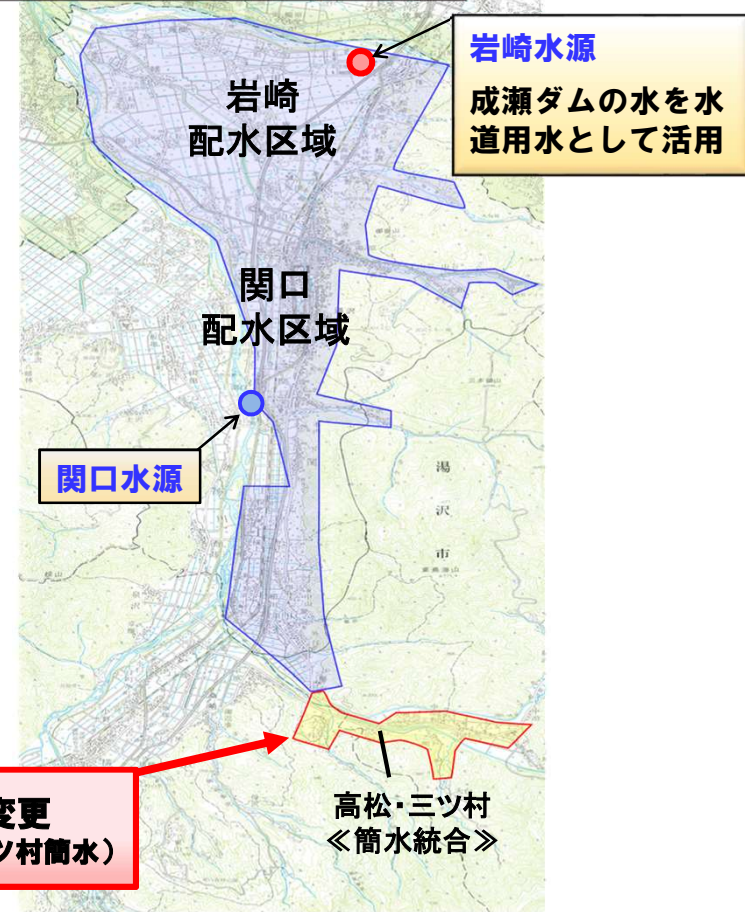 岩崎水源
成瀬ダムの水を水
道用水として活用
岩崎
配水区域
関口
配水区域
関口水源
湯
沢
市
変更
ツ村簡水）
高松・三ツ村
≪簡水統合≫